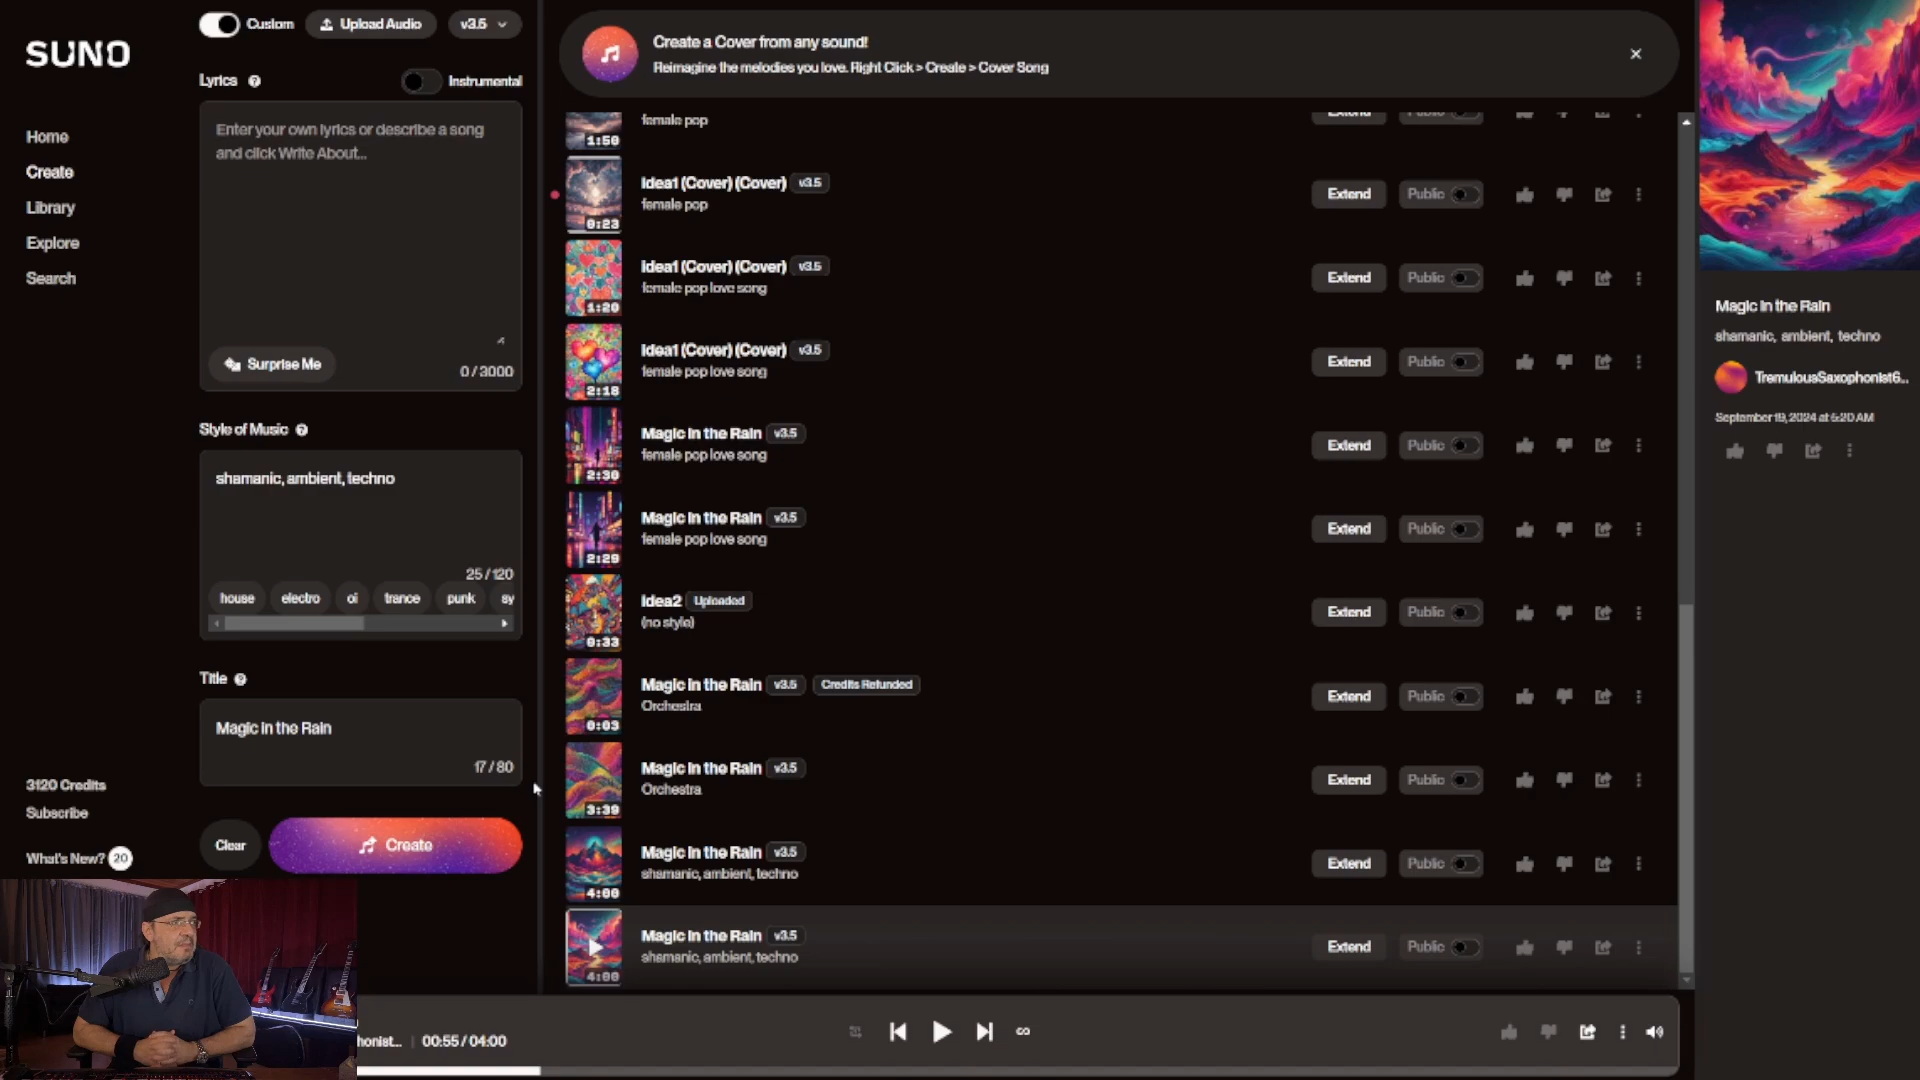 SUNO
Home
Create
Library
Explore
Search
3120 Credits
Subscribe
What's New? 20
Custom
Upload Audio
v3.5
Lyrics
Instrumental
Enter your own lyrics or describe a song
and click Write About...
Surprise Me
0 / 3000
Style of Music
shamanic, ambient, techno
25 / 120
house electro oi trance punk sy
Title
Magic in the Rain
17 / 80
Clear
Create
Create a Cover from any sound!
Reimagine the melodies you love. Right Click > Create > Cover Song
female pop
1:50
Extend Public
Idea1 (Cover) (Cover) v3.5
female pop
0:23
Extend Public
Idea1 (Cover) (Cover) v3.5
female pop love song
1:20
Extend Public
Idea1 (Cover) (Cover) v3.5
female pop love song
2:18
Extend Public
Magic in the Rain v3.5
female pop love song
2:30
Extend Public
Magic in the Rain v3.5
female pop love song
2:29
Extend Public
Idea2 Uploaded
(no style)
0:33
Extend Public
Magic in the Rain v3.5 Credits Refunded
Orchestra
0:03
Extend Public
Magic in the Rain v3.5
Orchestra
3:39
Extend Public
Magic in the Rain v3.5
shamanic, ambient, techno
4:00
Extend Public
Magic in the Rain v3.5
shamanic, ambient, techno
4:00
Extend Public
honist... 00:55 / 04:00
Magic in the Rain
shamanic, ambient, techno
TremulousSaxophonist6...
September 19, 2024 at 5:20 AM